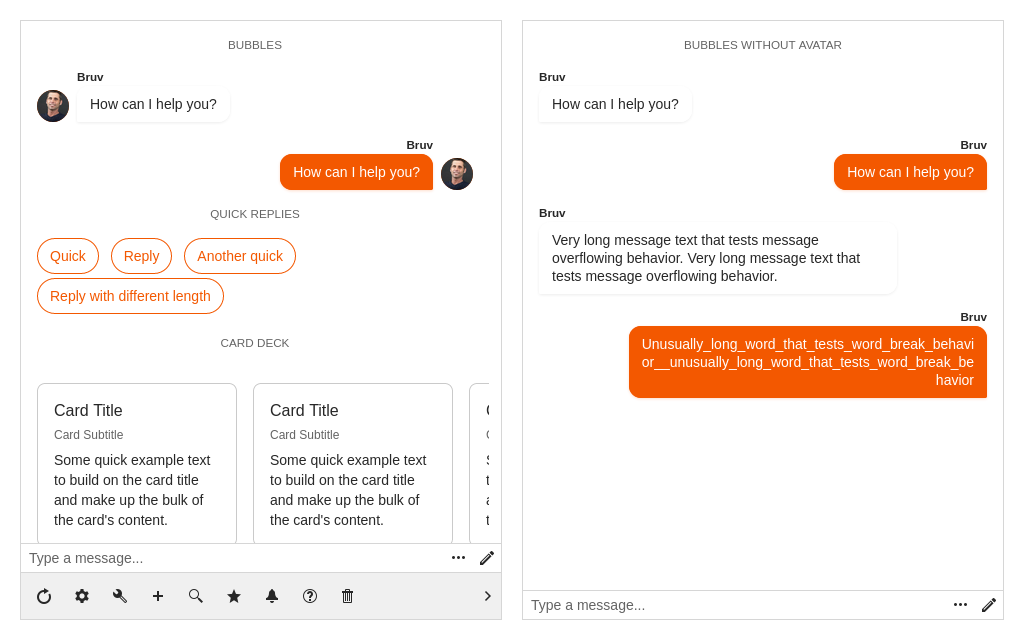 BUBBLES
Bruv
How can I help you?
Bruv
How can I help you?
QUICK REPLIES
Quick
Reply
Another quick
Reply with different length
CARD DECK
Card Title
Card Subtitle
Some quick example text
to build on the card title
and make up the bulk of
the card's content.
Card Title
Card Subtitle
Some quick example text
to build on the card title
and make up the bulk of
the card's content.
Type a message...
BUBBLES WITHOUT AVATAR
Bruv
How can I help you?
Bruv
How can I help you?
Bruv
Very long message text that tests message
overflowing behavior. Very long message text that
tests message overflowing behavior.
Bruv
Unusually_long_word_that_tests_word_break_behavi
or__unusually_long_word_that_tests_word_break_be
havior
Type a message...